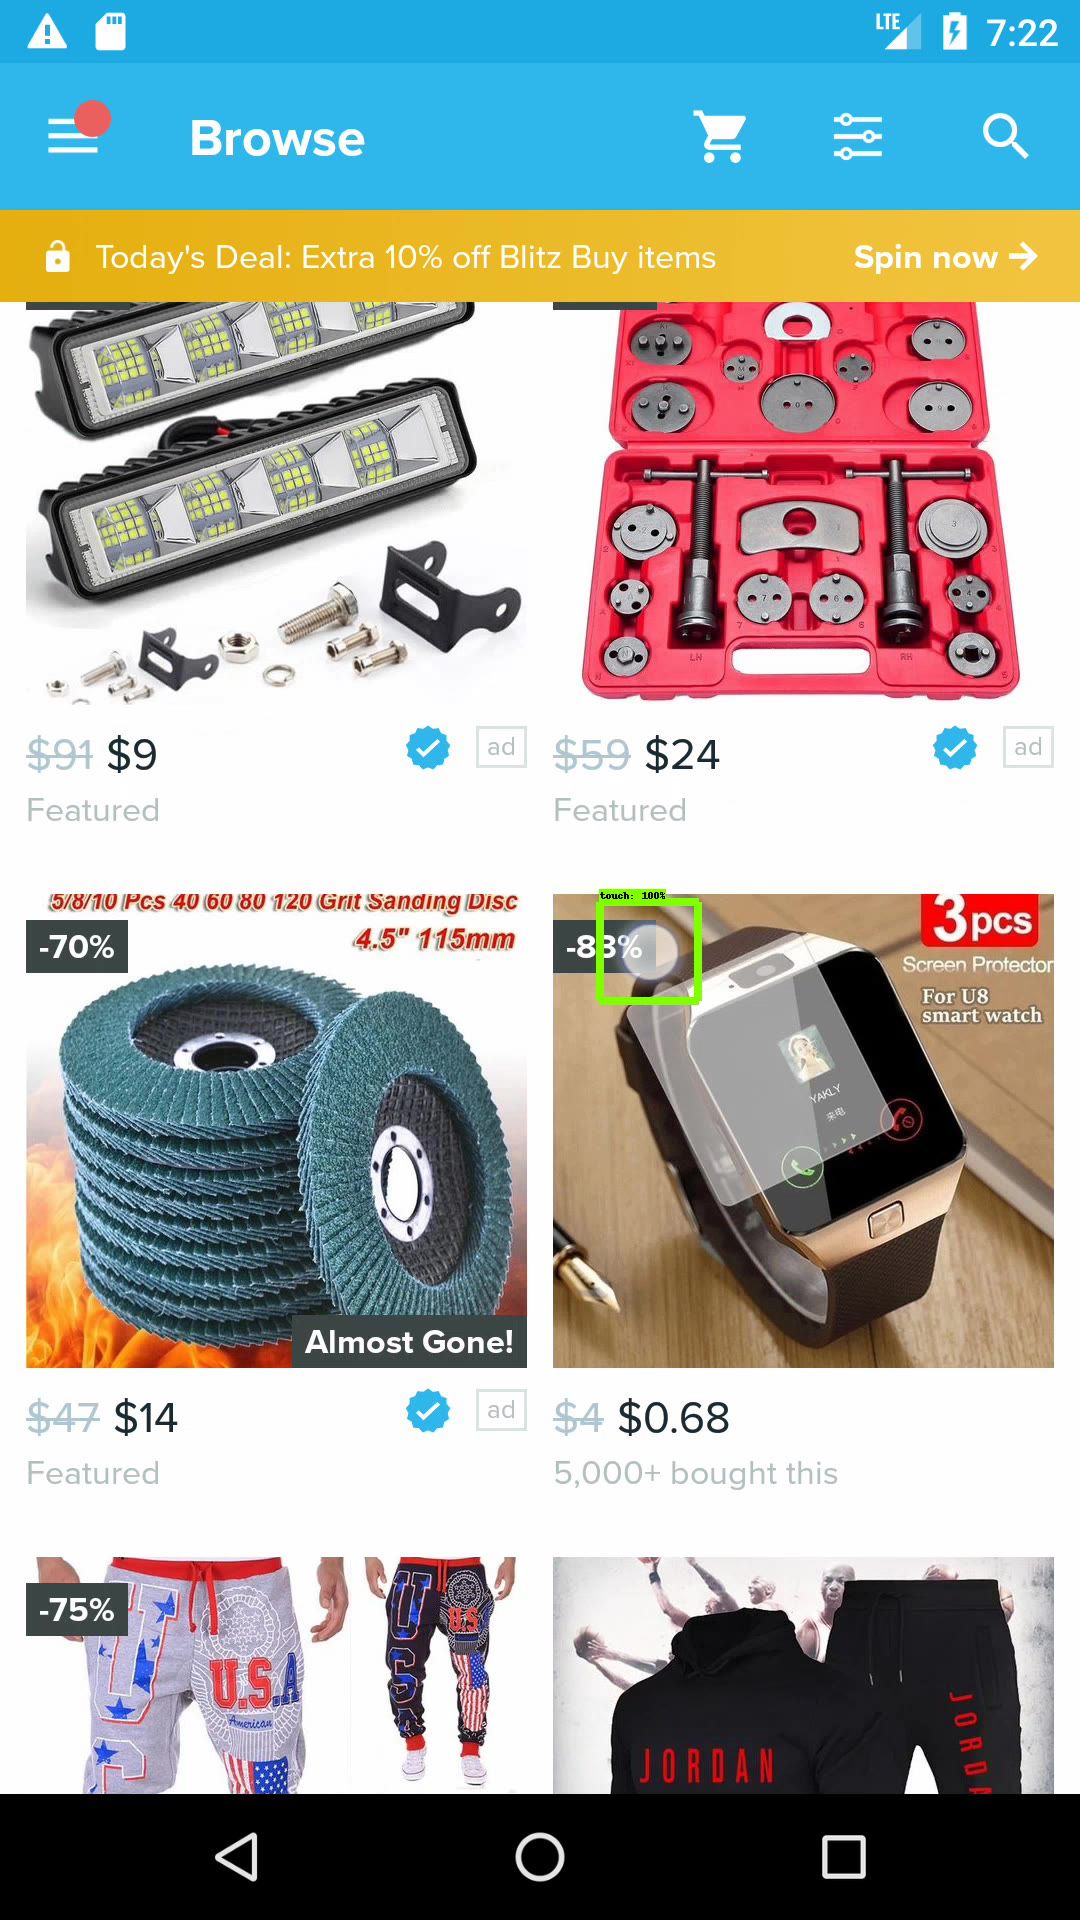 LTE 7:22
Browse
Today's Deal: Extra 10% off Blitz Buy items
Spin now
$91 $9
ad
Featured
$59 $24
ad
Featured
5/8/10 Pcs 40 60 80 120 Grit Sanding Disc
4.5" 115mm
-70%
Almost Gone!
$47 $14
ad
Featured
touch: 100%
-83%
3pcs
Screen Protector
For U8
smart watch
YAKLY
来电
$4 $0.68
5,000+ bought this
-75%
U.S.A
American
U.S
JORDAN